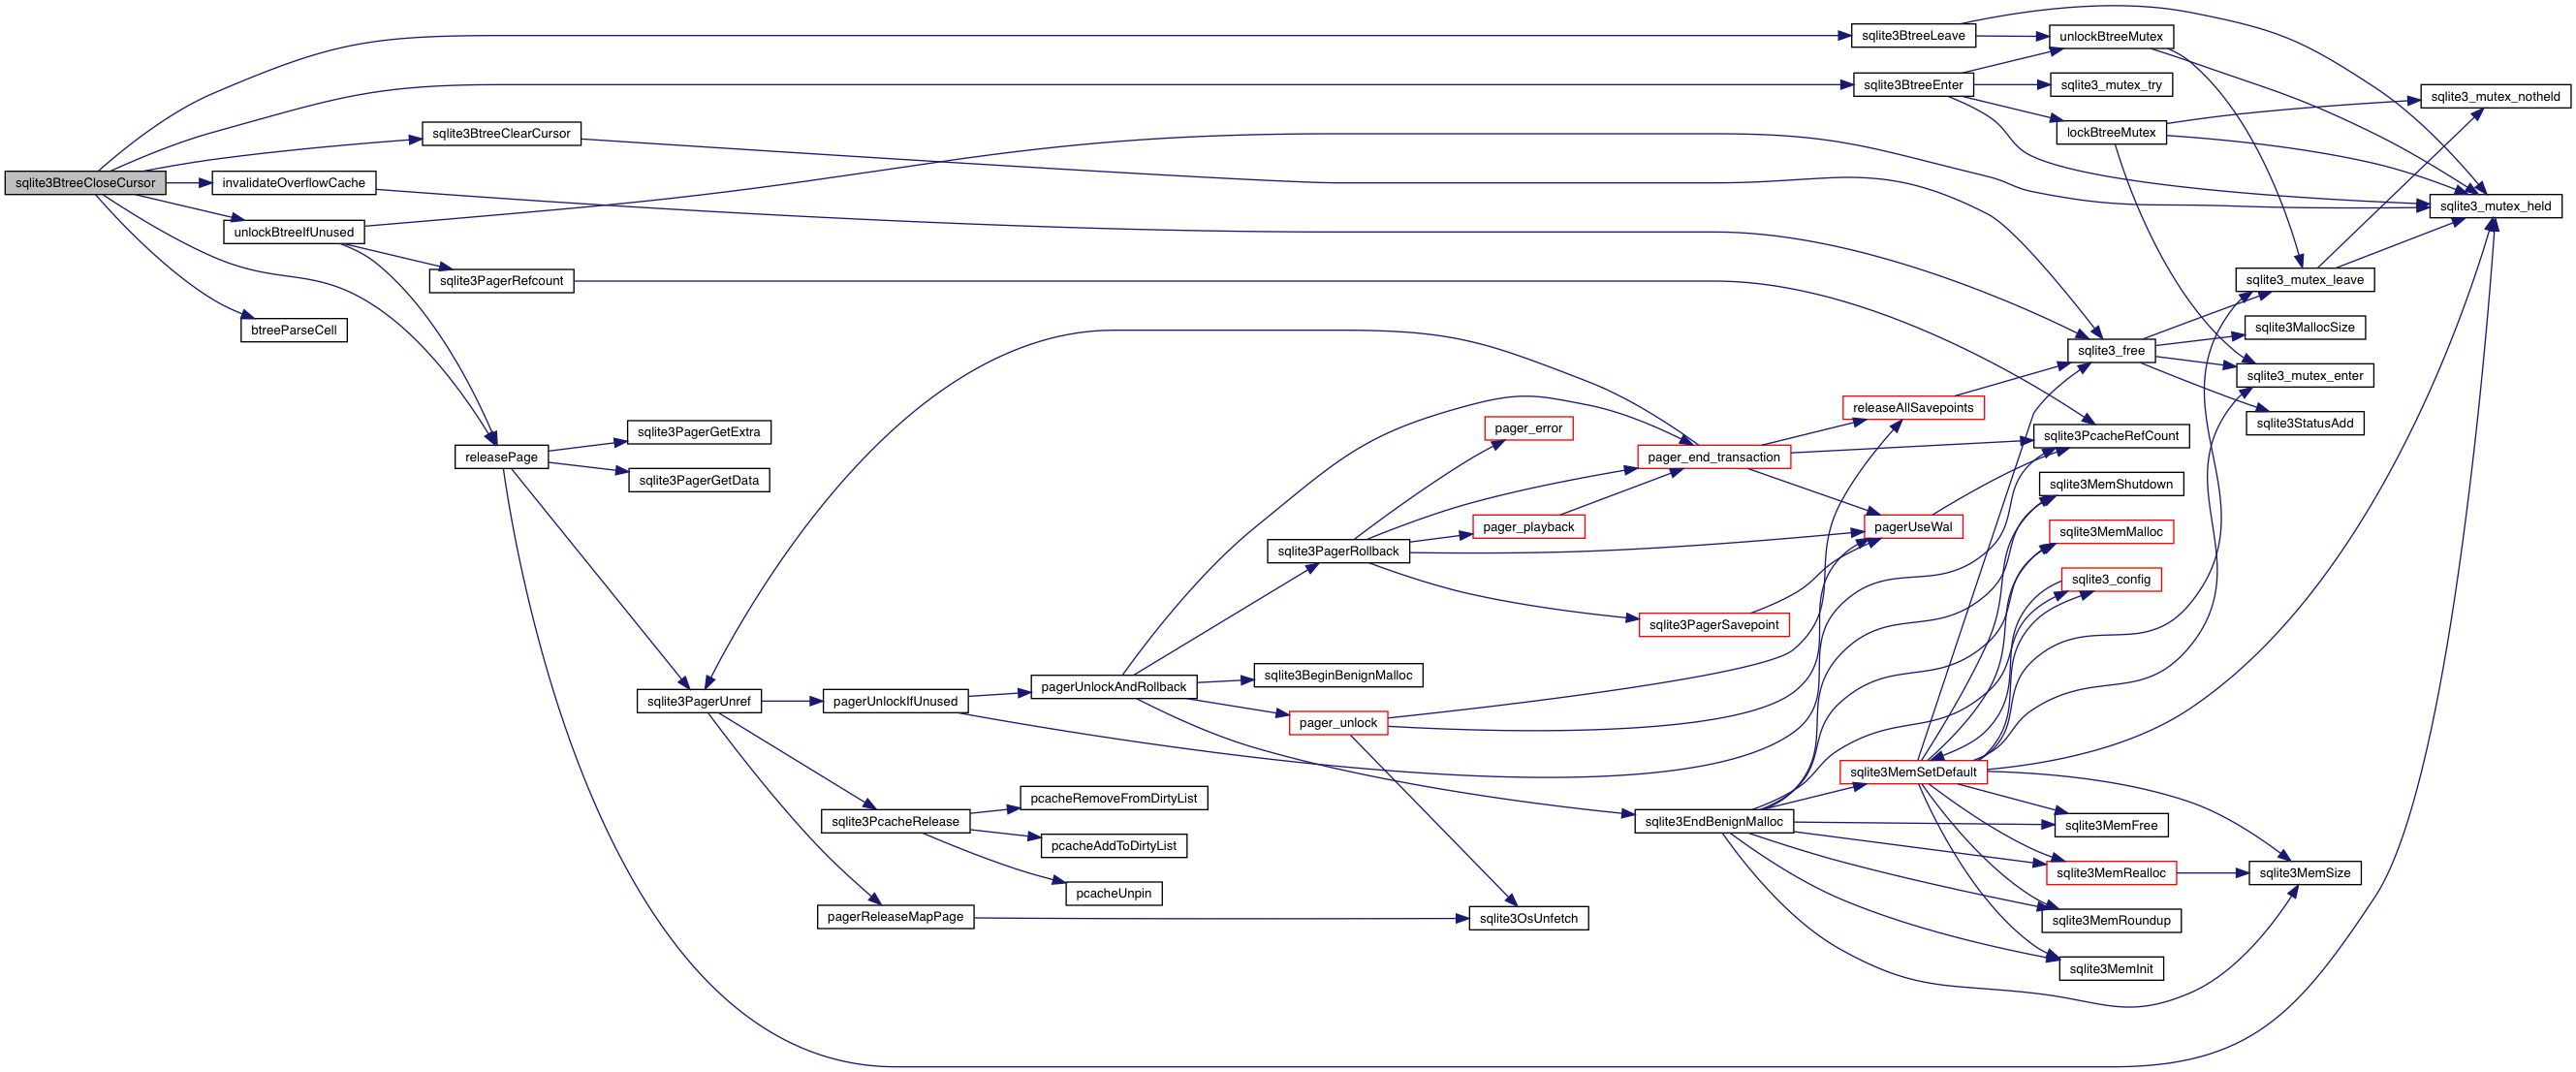 sqlite3BtreeCloseCursor
sqlite3BtreeClearCursor
invalidateOverflowCache
unlockBtreeIfUnused
sqlite3PagerRefcount
btreeParseCell
releasePage
sqlite3PagerGetExtra
sqlite3PagerGetData
sqlite3PagerUnref
pagerUnlockIfUnused
sqlite3PcacheRelease
pagerReleaseMapPage
pcacheRemoveFromDirtyList
pcacheAddToDirtyList
pcacheUnpin
pagerUnlockAndRollback
sqlite3BeginBenignMalloc
pager_unlock
sqlite3OsUnfetch
sqlite3PagerRollback
pager_error
pager_playback
pager_end_transaction
sqlite3PagerSavepoint
sqlite3EndBenignMalloc
sqlite3BtreeLeave
sqlite3BtreeEnter
releaseAllSavepoints
pagerUseWal
sqlite3MemSetDefault
unlockBtreeMutex
sqlite3_mutex_try
lockBtreeMutex
sqlite3_free
sqlite3PcacheRefCount
sqlite3MemShutdown
sqlite3MemMalloc
sqlite3_config
sqlite3MemFree
sqlite3MemRealloc
sqlite3MemRoundup
sqlite3MemInit
sqlite3_mutex_leave
sqlite3MallocSize
sqlite3_mutex_enter
sqlite3StatusAdd
sqlite3MemSize
sqlite3_mutex_notheld
sqlite3_mutex_held